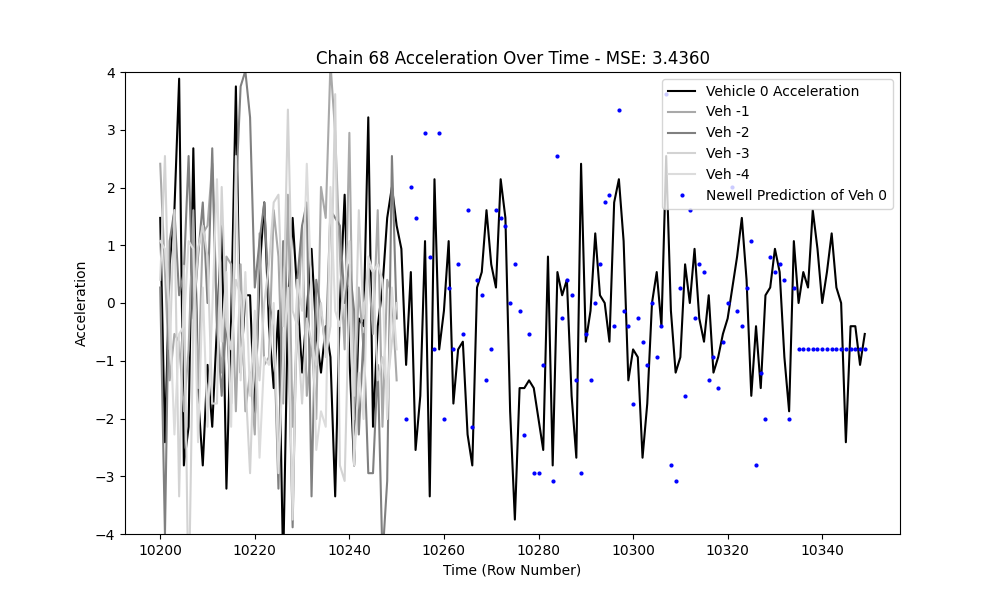 Chain 68 Acceleration Over Time - MSE: 3.4360
Acceleration
4
3
2
1
0
−1
−2
−3
−4
Vehicle 0 Acceleration
Veh -1
Veh -2
Veh -3
Veh -4
Newell Prediction of Veh 0
10200
10220
10240
10260
10280
10300
10320
10340
Time (Row Number)